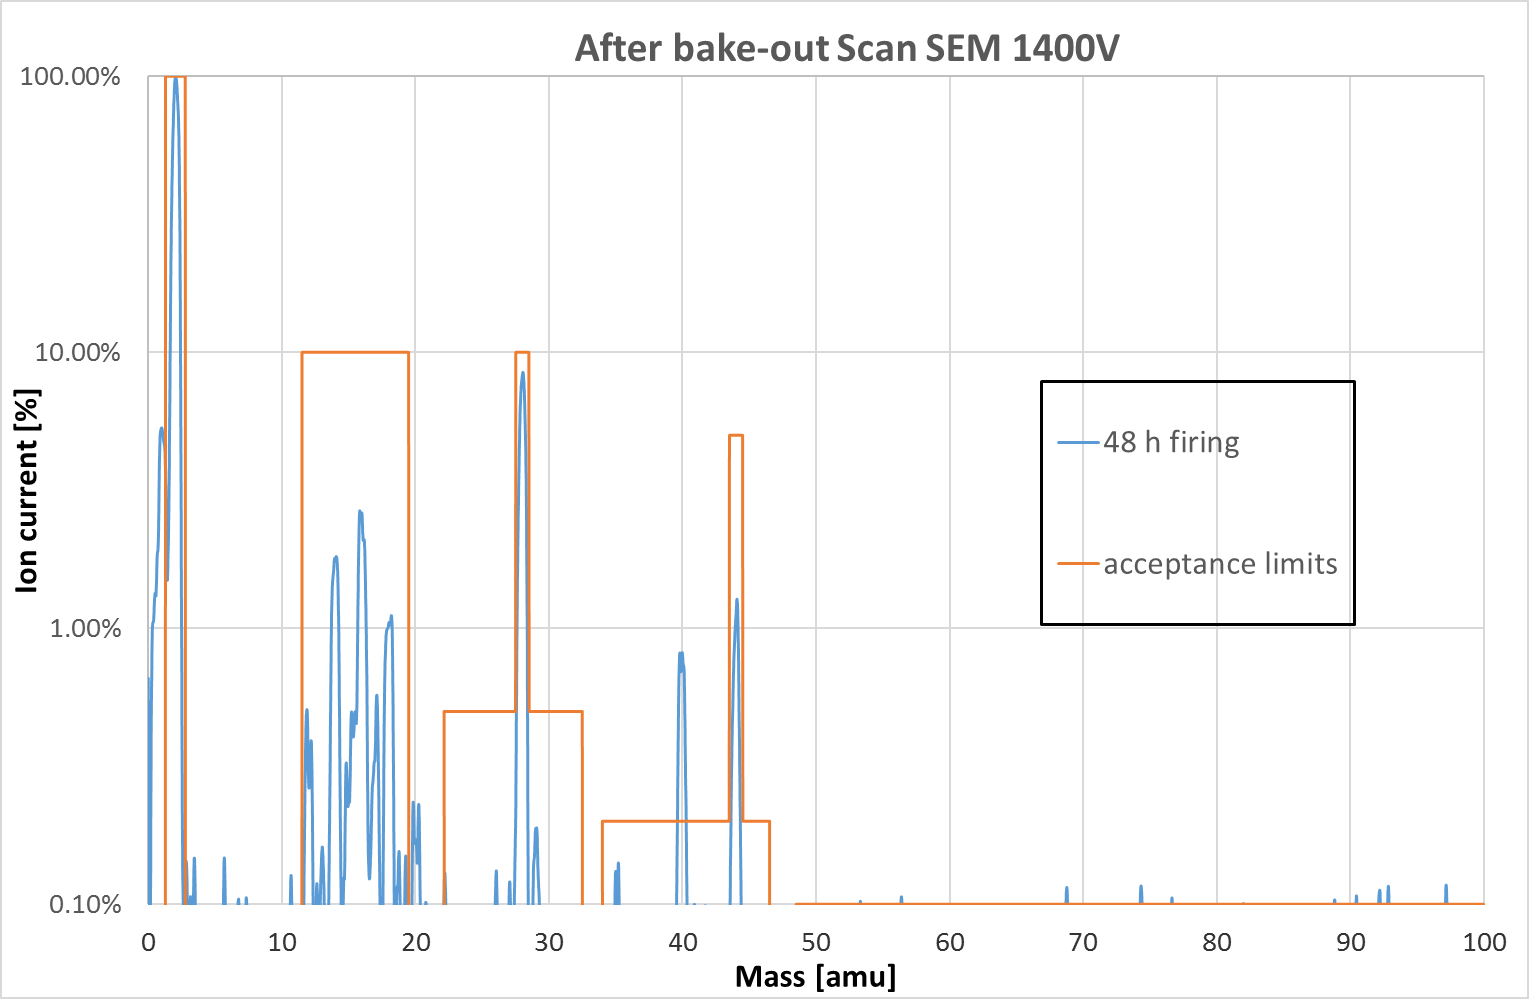 After bake-out Scan SEM 1400V
100.00%
10.00%
1.00%
0.10%
Ion current [%]
48 h firing
acceptance limits
0 10 20 30 40 50 60 70 80 90 100
Mass [amu]